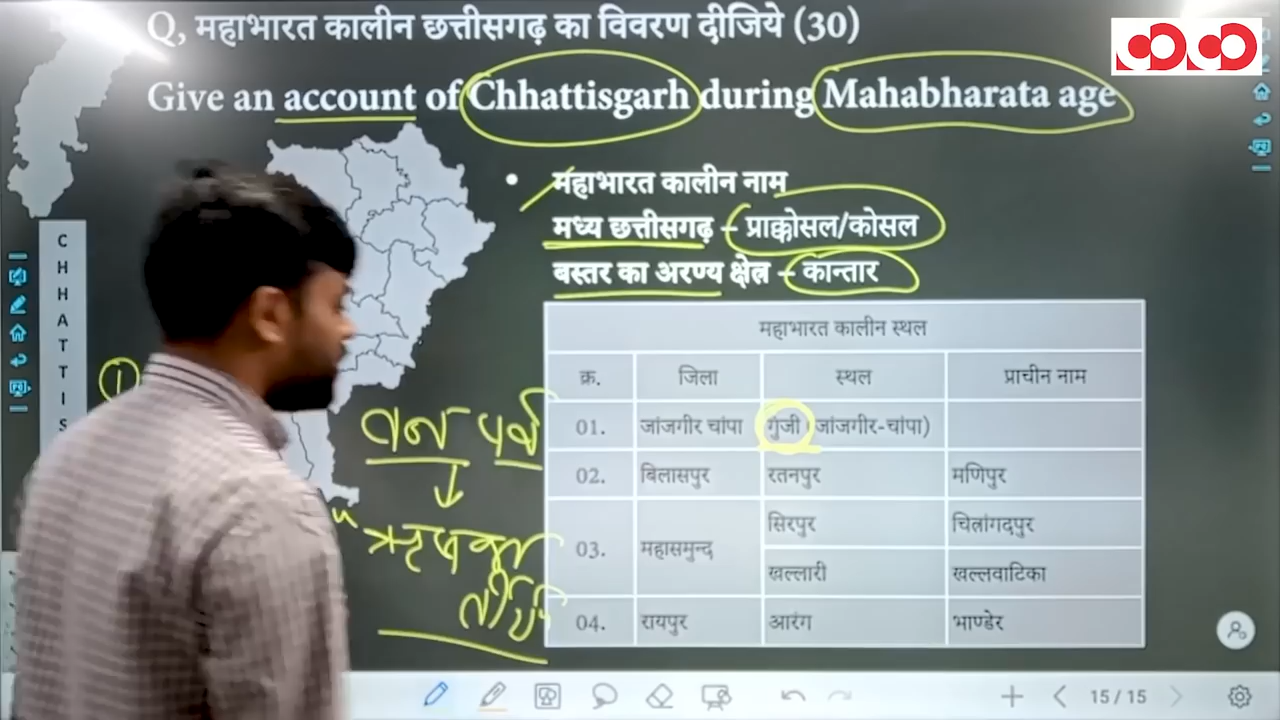 Q, महाभारत कालीन छत्तीसगढ़ का विवरण दीजिये (30)
Give an account of Chhattisgarh during Mahabharata age
• महाभारत कालीन नाम
मध्य छत्तीसगढ़ – प्राक्कोसल/कोसल
बस्तर का अरण्य क्षेत्र – कान्तार
महाभारत कालीन स्थल
क्र. जिला स्थल प्राचीन नाम
01. जांजगीर चांपा गुंजी (जांजगीर-चांपा)
02. बिलासपुर रतनपुर मणिपुर
03. महासमुन्द सिरपुर चित्रांगदपुर
खल्लारी खल्लवाटिका
04. रायपुर आरंग भाण्डेर
C
H
H
A
T
T
I
S
1
वन पर्व
"ऋषभ
तीर्थ"
15 / 15